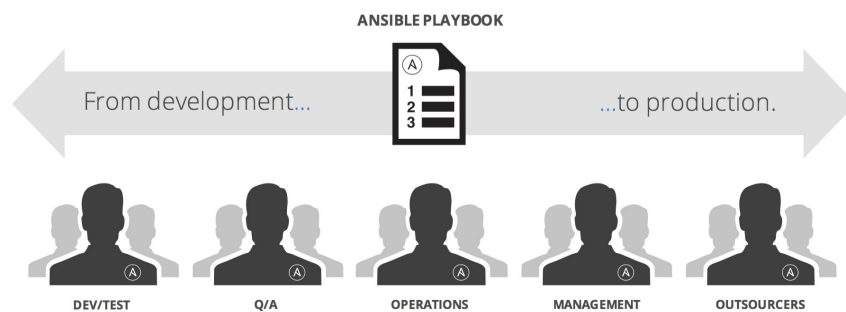 ANSIBLE PLAYBOOK
A
1
2
3
From development...
...to production.
A
A
A
A
A
DEV/TEST
Q/A
OPERATIONS
MANAGEMENT
OUTSOURCERS